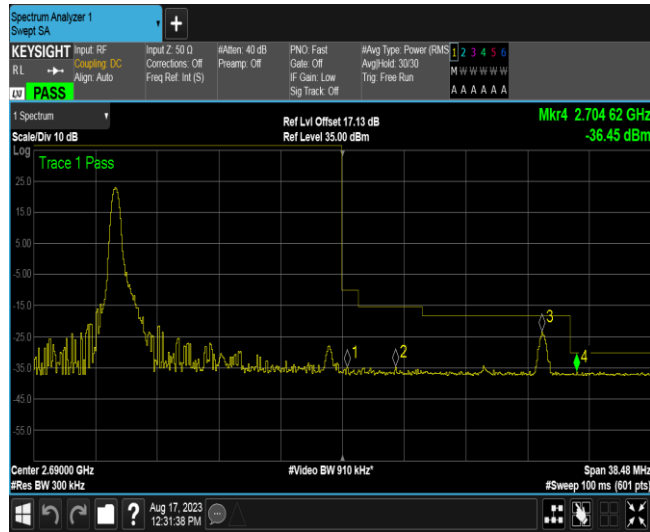 Spectrum Analyzer 1
Swept SA
KEYSIGHT
RL
LXI
PASS
Input: RF
Coupling: DC
Align: Auto
Input Z: 50 Ω
Corrections: Off
Freq Ref: Int (S)
#Atten: 40 dB
Preamp: Off
PNO: Fast
Gate: Off
IF Gain: Low
Sig Track: Off
#Avg Type: Power (RMS
Avg|Hold: 30/30
Trig: Free Run
1 2 3 4 5 6
M W W W W W
A A A A A A
1 Spectrum
Scale/Div 10 dB
Ref Lvl Offset 17.13 dB
Ref Level 35.00 dBm
Mkr4 2.704 62 GHz
-36.45 dBm
Log
Trace 1 Pass
25.0
15.0
5.00
-5.00
-15.0
-25.0
-35.0
-45.0
-55.0
1
2
3
4
Center 2.69000 GHz
#Res BW 300 kHz
#Video BW 910 kHz*
Span 38.48 MHz
#Sweep 100 ms (601 pts)
?
Aug 17, 2023
12:31:38 PM